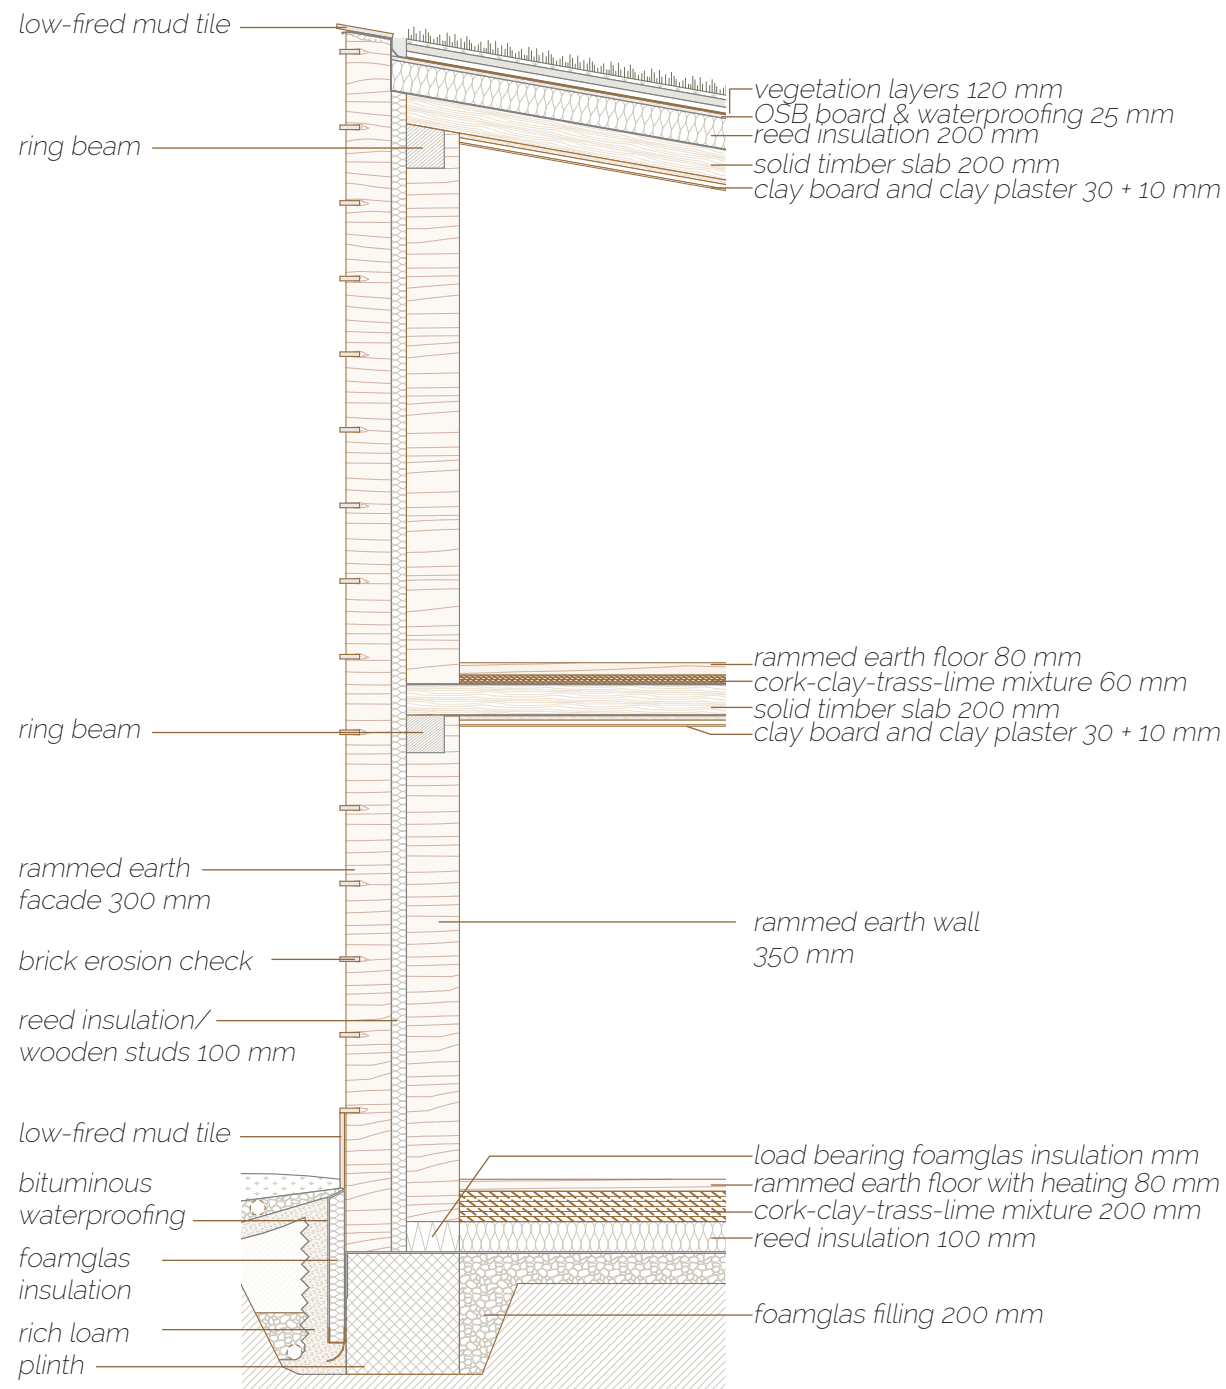 low-fired mud tile
ring beam
vegetation layers 120 mm
OSB board & waterproofing 25 mm
reed insulation 200 mm
solid timber slab 200 mm
clay board and clay plaster 30 + 10 mm
rammed earth floor 80 mm
cork-clay-trass-lime mixture 60 mm
solid timber slab 200 mm
clay board and clay plaster 30 + 10 mm
ring beam
rammed earth
facade 300 mm
brick erosion check
reed insulation/
wooden studs 100 mm
rammed earth wall
350 mm
low-fired mud tile
bituminous
waterproofing
foamglas
insulation
rich loam
plinth
load bearing foamglas insulation mm
rammed earth floor with heating 80 mm
cork-clay-trass-lime mixture 200 mm
reed insulation 100 mm
foamglas filling 200 mm